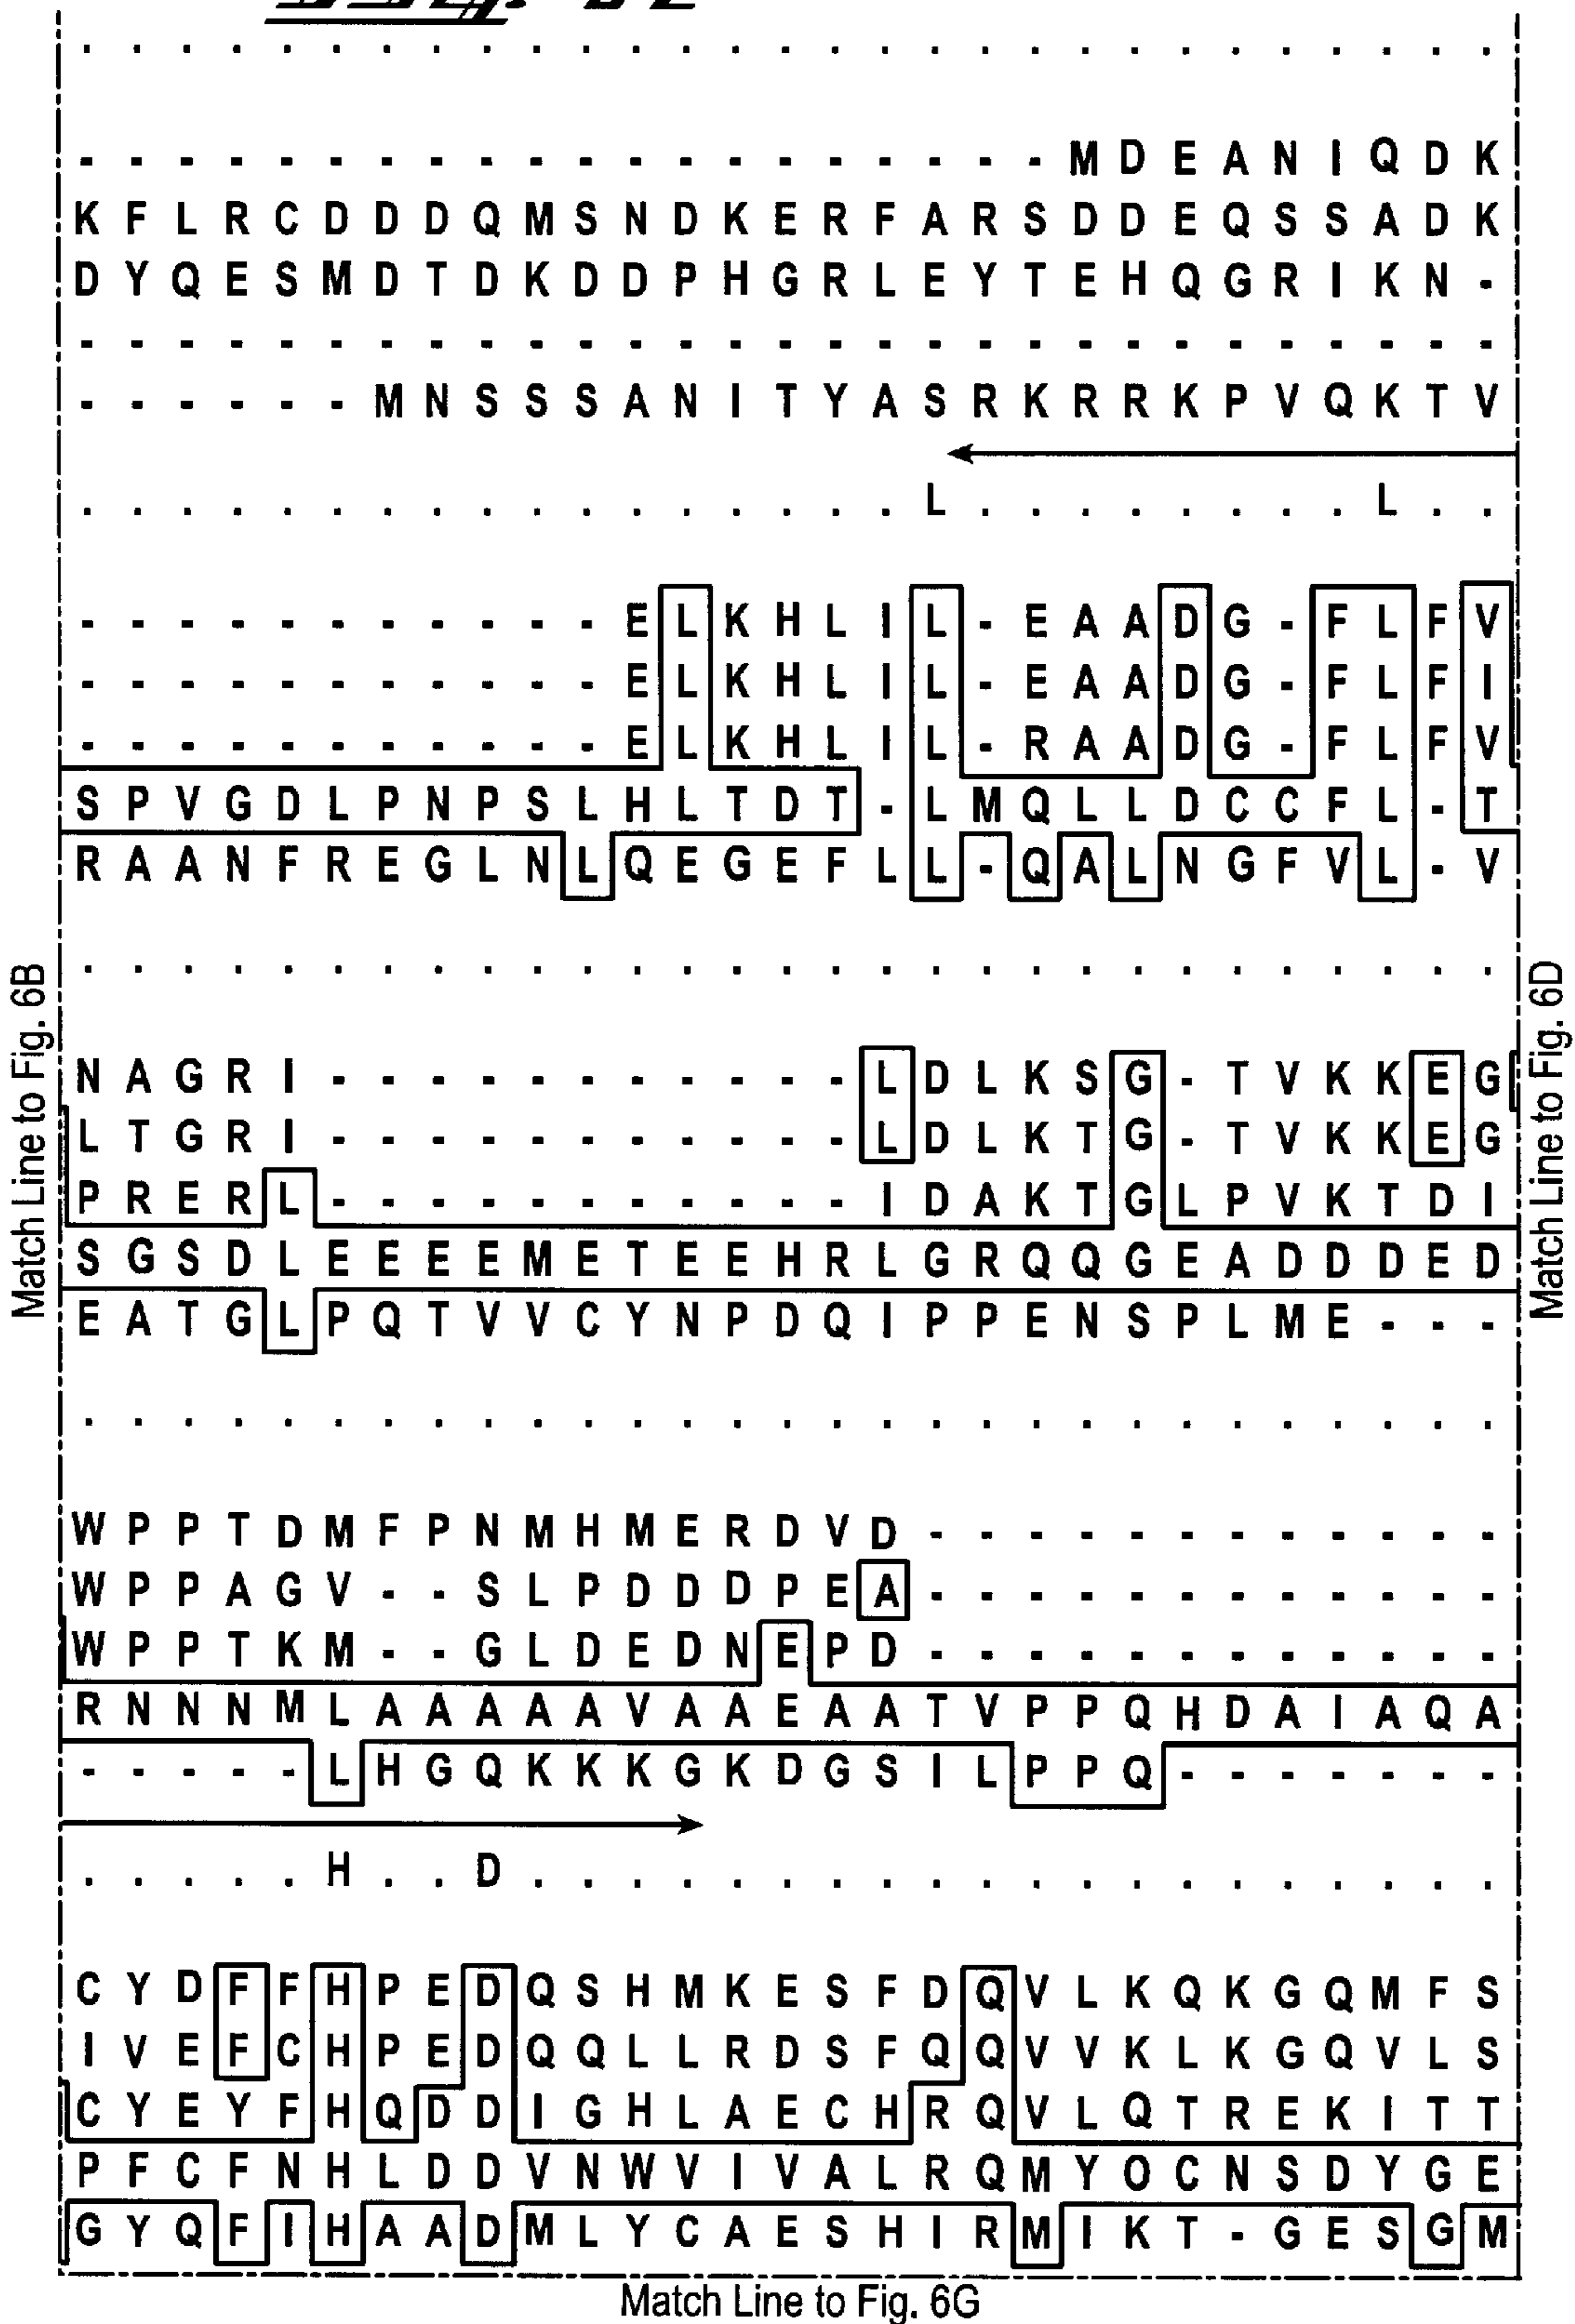 . . . . . . . . . . . . . . . . . . . . . . . . . . . . .
- - - - - - - - - - - - - - - - - - - - M D E A N I Q D K
K F L R C D D D Q M S N D K E R F A R S D D E Q S S A D K
D Y Q E S M D T D K D D P H G R L E Y T E H Q G R I K N -
- - - - - - - - - - - - - - - - - - - - - - - - - - - - -
- - - - - - M N S S S A N I T Y A S R K R R K P V Q K T V
. . . . . . . . . . . . . . . . . L . . . . . . . . L . .
- - - - - - - - - - - E L K H L I L - E A A D G - F L F V
- - - - - - - - - - - E L K H L I L - E A A D G - F L F I
- - - - - - - - - - - E L K H L I L - R A A D G - F L F V
S P V G D L P N P S L H L T D T - L M Q L L D C C F L - T
R A A N F R E G L N L Q E G E F L L - Q A L N G F V L - V
. . . . . . . . . . . . . . . . . . . . . . . . . . . . .
N A G R I - - - - - - - - - - - L D L K S G - T V K K E G
L T G R I - - - - - - - - - - - L D L K T G - T V K K E G
P R E R L - - - - - - - - - - - I D A K T G L P V K T D I
S G S D L E E E E M E T E E H R L G R Q Q G E A D D D E D
E A T G L P Q T V V C Y N P D Q I P P E N S P L M E - - -
. . . . . . . . . . . . . . . . . . . . . . . . . . . . .
W P P T D M F P N M H M E R D V D - - - - - - - - - - - -
W P P A G V - - S L P D D D P E A - - - - - - - - - - - -
W P P T K M - - G L D E D N E P D - - - - - - - - - - - -
R N N N M L A A A A A V A A E A A T V P P Q H D A I A Q A
- - - - - L H G Q K K K G K D G S I L P P Q - - - - - - -
. . . . . H . . D . . . . . . . . . . . . . . . . . . . .
C Y D F F H P E D Q S H M K E S F D Q V L K Q K G Q M F S
I V E F C H P E D Q Q L L R D S F Q Q V V K L K G Q V L S
C Y E Y F H Q D D I G H L A E C H R Q V L Q T R E K I T T
P F C F N H L D D V N W V I V A L R Q M Y O C N S D Y G E
G Y Q F I H A A D M L Y C A E S H I R M I K T - G E S G M
Match Line to Fig. 6B
Match Line to Fig. 6D
Match Line to Fig. 6G